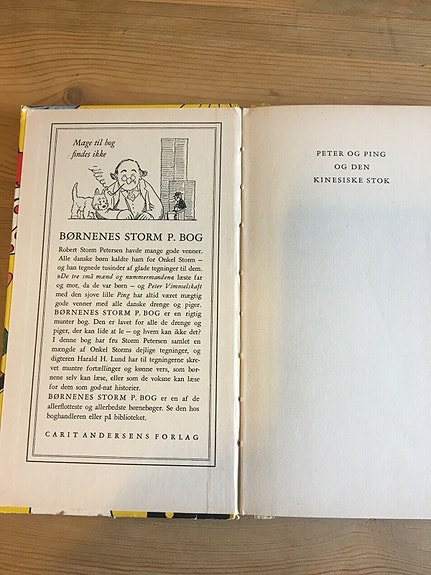 Mage til bog
findes ikke
BØRNENES STORM P. BOG
Robert Storm Petersen havde mange gode venner.
Alle danske børn kaldte ham for Onkel Storm –
og han tegnede tusinder af glade tegninger til dem.
»De tre små mænd og nummermanden« læste far
og mor, da de var børn – og Peter Vimmelskaft
med den sjove lille Ping har altid været mægtig
gode venner med alle danske drenge og piger.
BØRNENES STORM P. BOG er en rigtig
munter bog. Den er lavet for alle de drenge og
piger, der kan lide at le – og hvem kan ikke det?
I denne bog har fru Storm Petersen samlet en
mængde af Onkel Storms dejlige tegninger, og
digteren Harald H. Lund har til tegningerne skre-
vet muntre fortællinger og kønne vers, som bør-
nene selv kan læse, eller som de voksne kan læse
for dem som god-nat historier.
BØRNENES STORM P. BOG er en af de
allerflotteste og allerbedste børnebøger. Se den hos
boghandleren eller på biblioteket.
CARIT ANDERSENS FORLAG
PETER OG PING
OG DEN
KINESISKE STOK